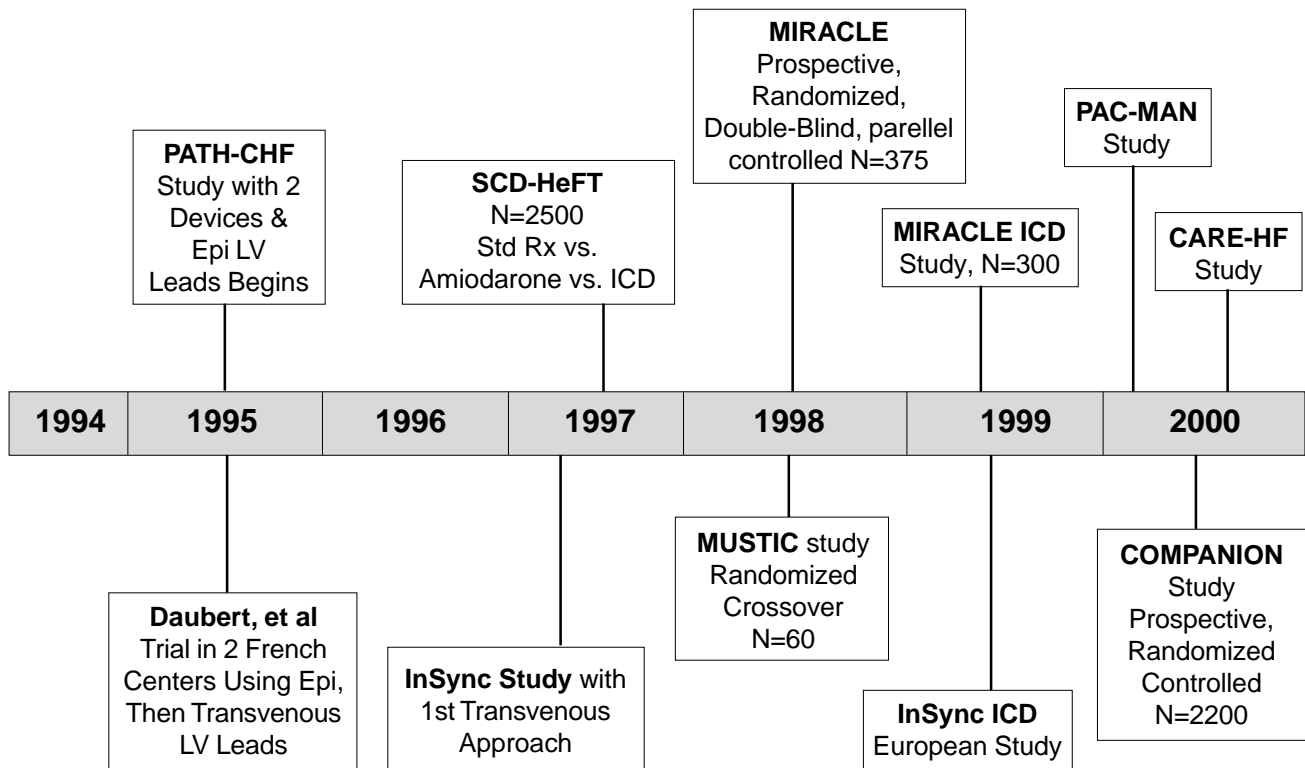 MIRACLE
Prospective,
Randomized,
Double-Blind, parellel
controlled N=375
PAC-MAN
Study
PATH-CHF
Study with 2
Devices &
Epi LV
Leads Begins
SCD-HeFT
N=2500
Std Rx vs.
Amiodarone vs. ICD
MIRACLE ICD
Study, N=300
CARE-HF
Study
1994 1995 1996 1997 1998 1999 2000
Daubert, et al
Trial in 2 French
Centers Using Epi,
Then Transvenous
LV Leads
InSync Study with
1st Transvenous
Approach
MUSTIC study
Randomized
Crossover
N=60
InSync ICD
European Study
COMPANION
Study
Prospective,
Randomized
Controlled
N=2200